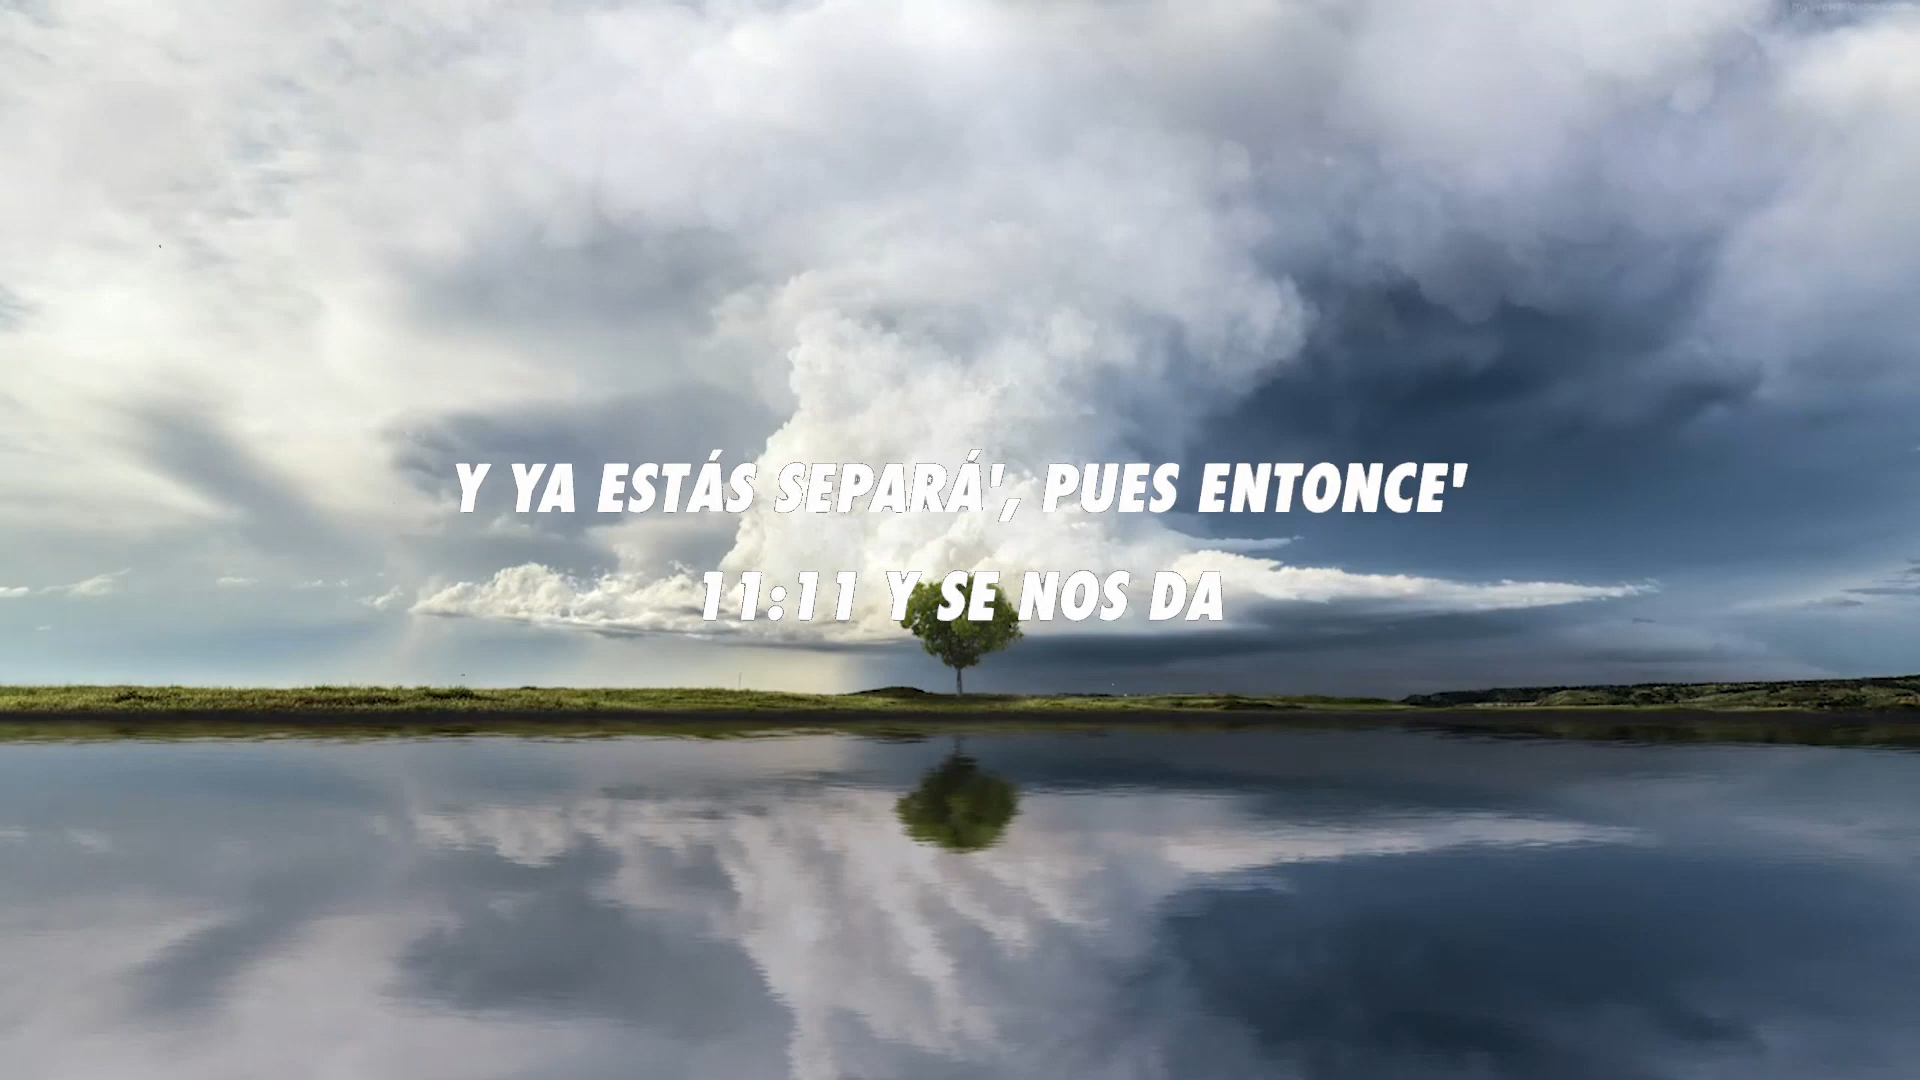 Y YA ESTÁS SEPARÁ', PUES ENTONCE'
11:11 Y SE NOS DA